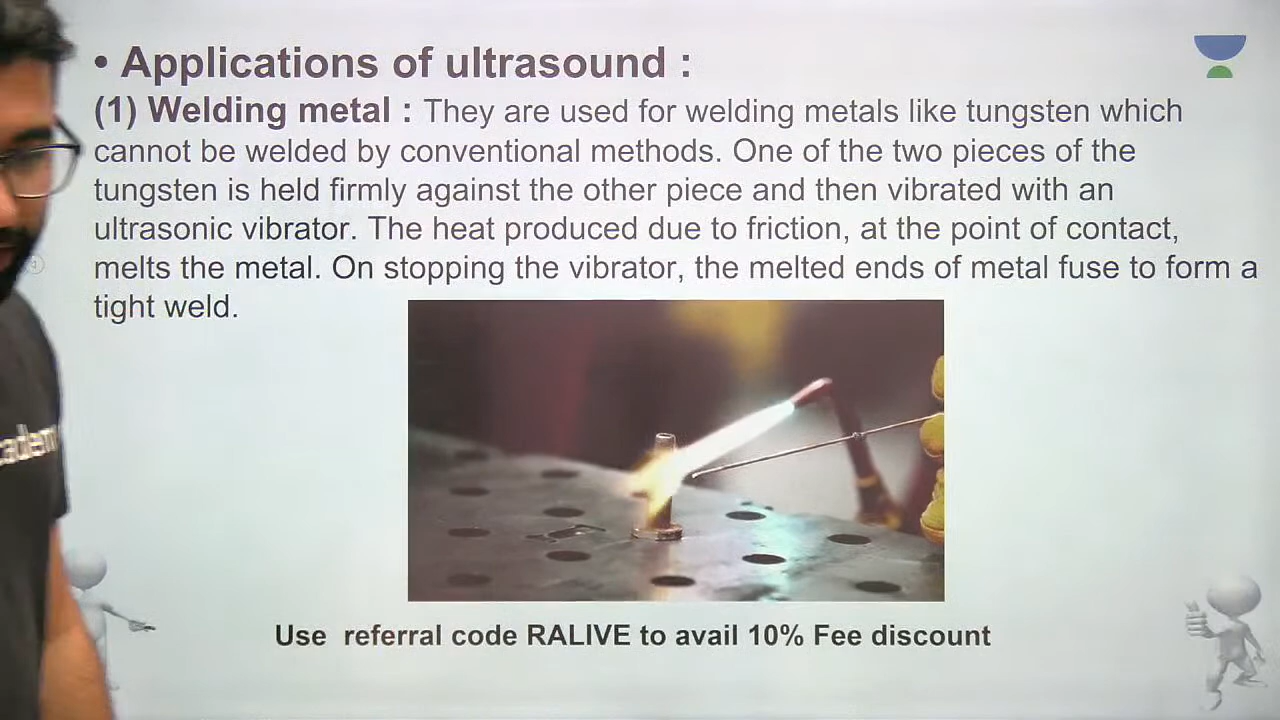 • Applications of ultrasound :
(1) Welding metal : They are used for welding metals like tungsten which
cannot be welded by conventional methods. One of the two pieces of the
tungsten is held firmly against the other piece and then vibrated with an
ultrasonic vibrator. The heat produced due to friction, at the point of contact,
melts the metal. On stopping the vibrator, the melted ends of metal fuse to form a
tight weld.
cadem
Use referral code RALIVE to avail 10% Fee discount